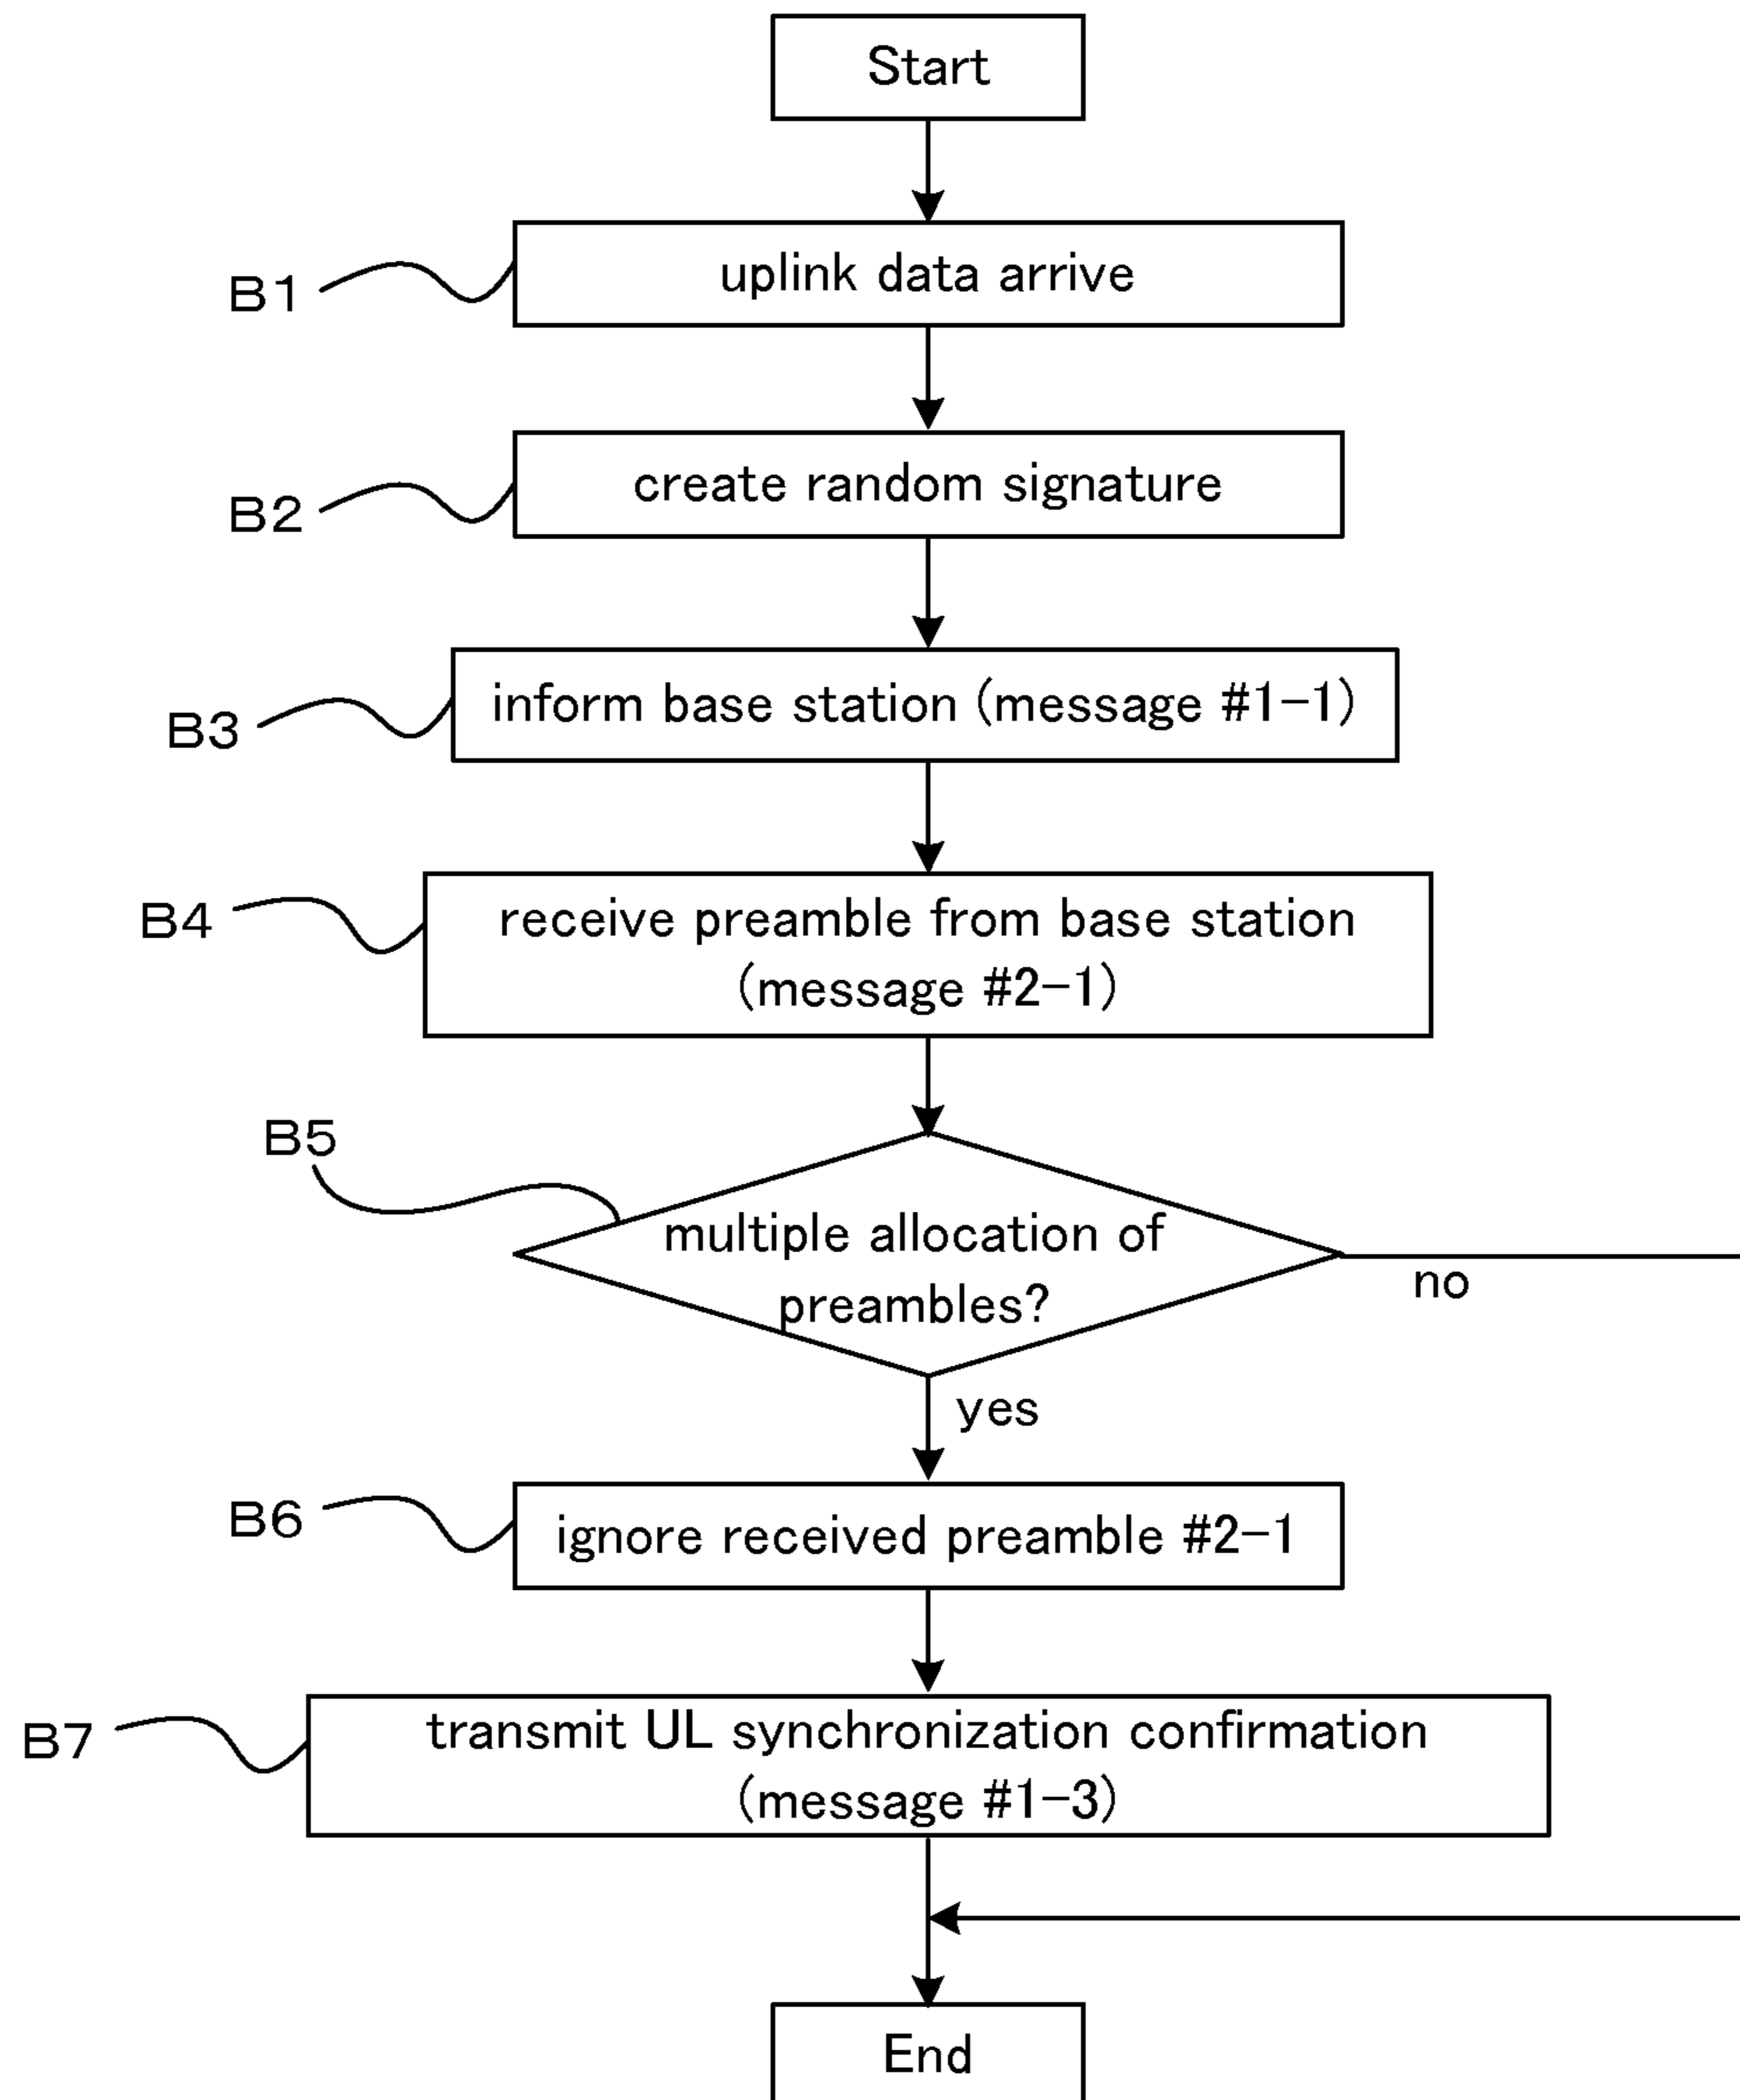 Start
B1
uplink data arrive
B2
create random signature
B3
inform base station (message #1-1)
B4
receive preamble from base station
(message #2-1)
B5
multiple allocation of
preambles?
no
yes
B6
ignore received preamble #2-1
B7
transmit UL synchronization confirmation
(message #1-3)
End